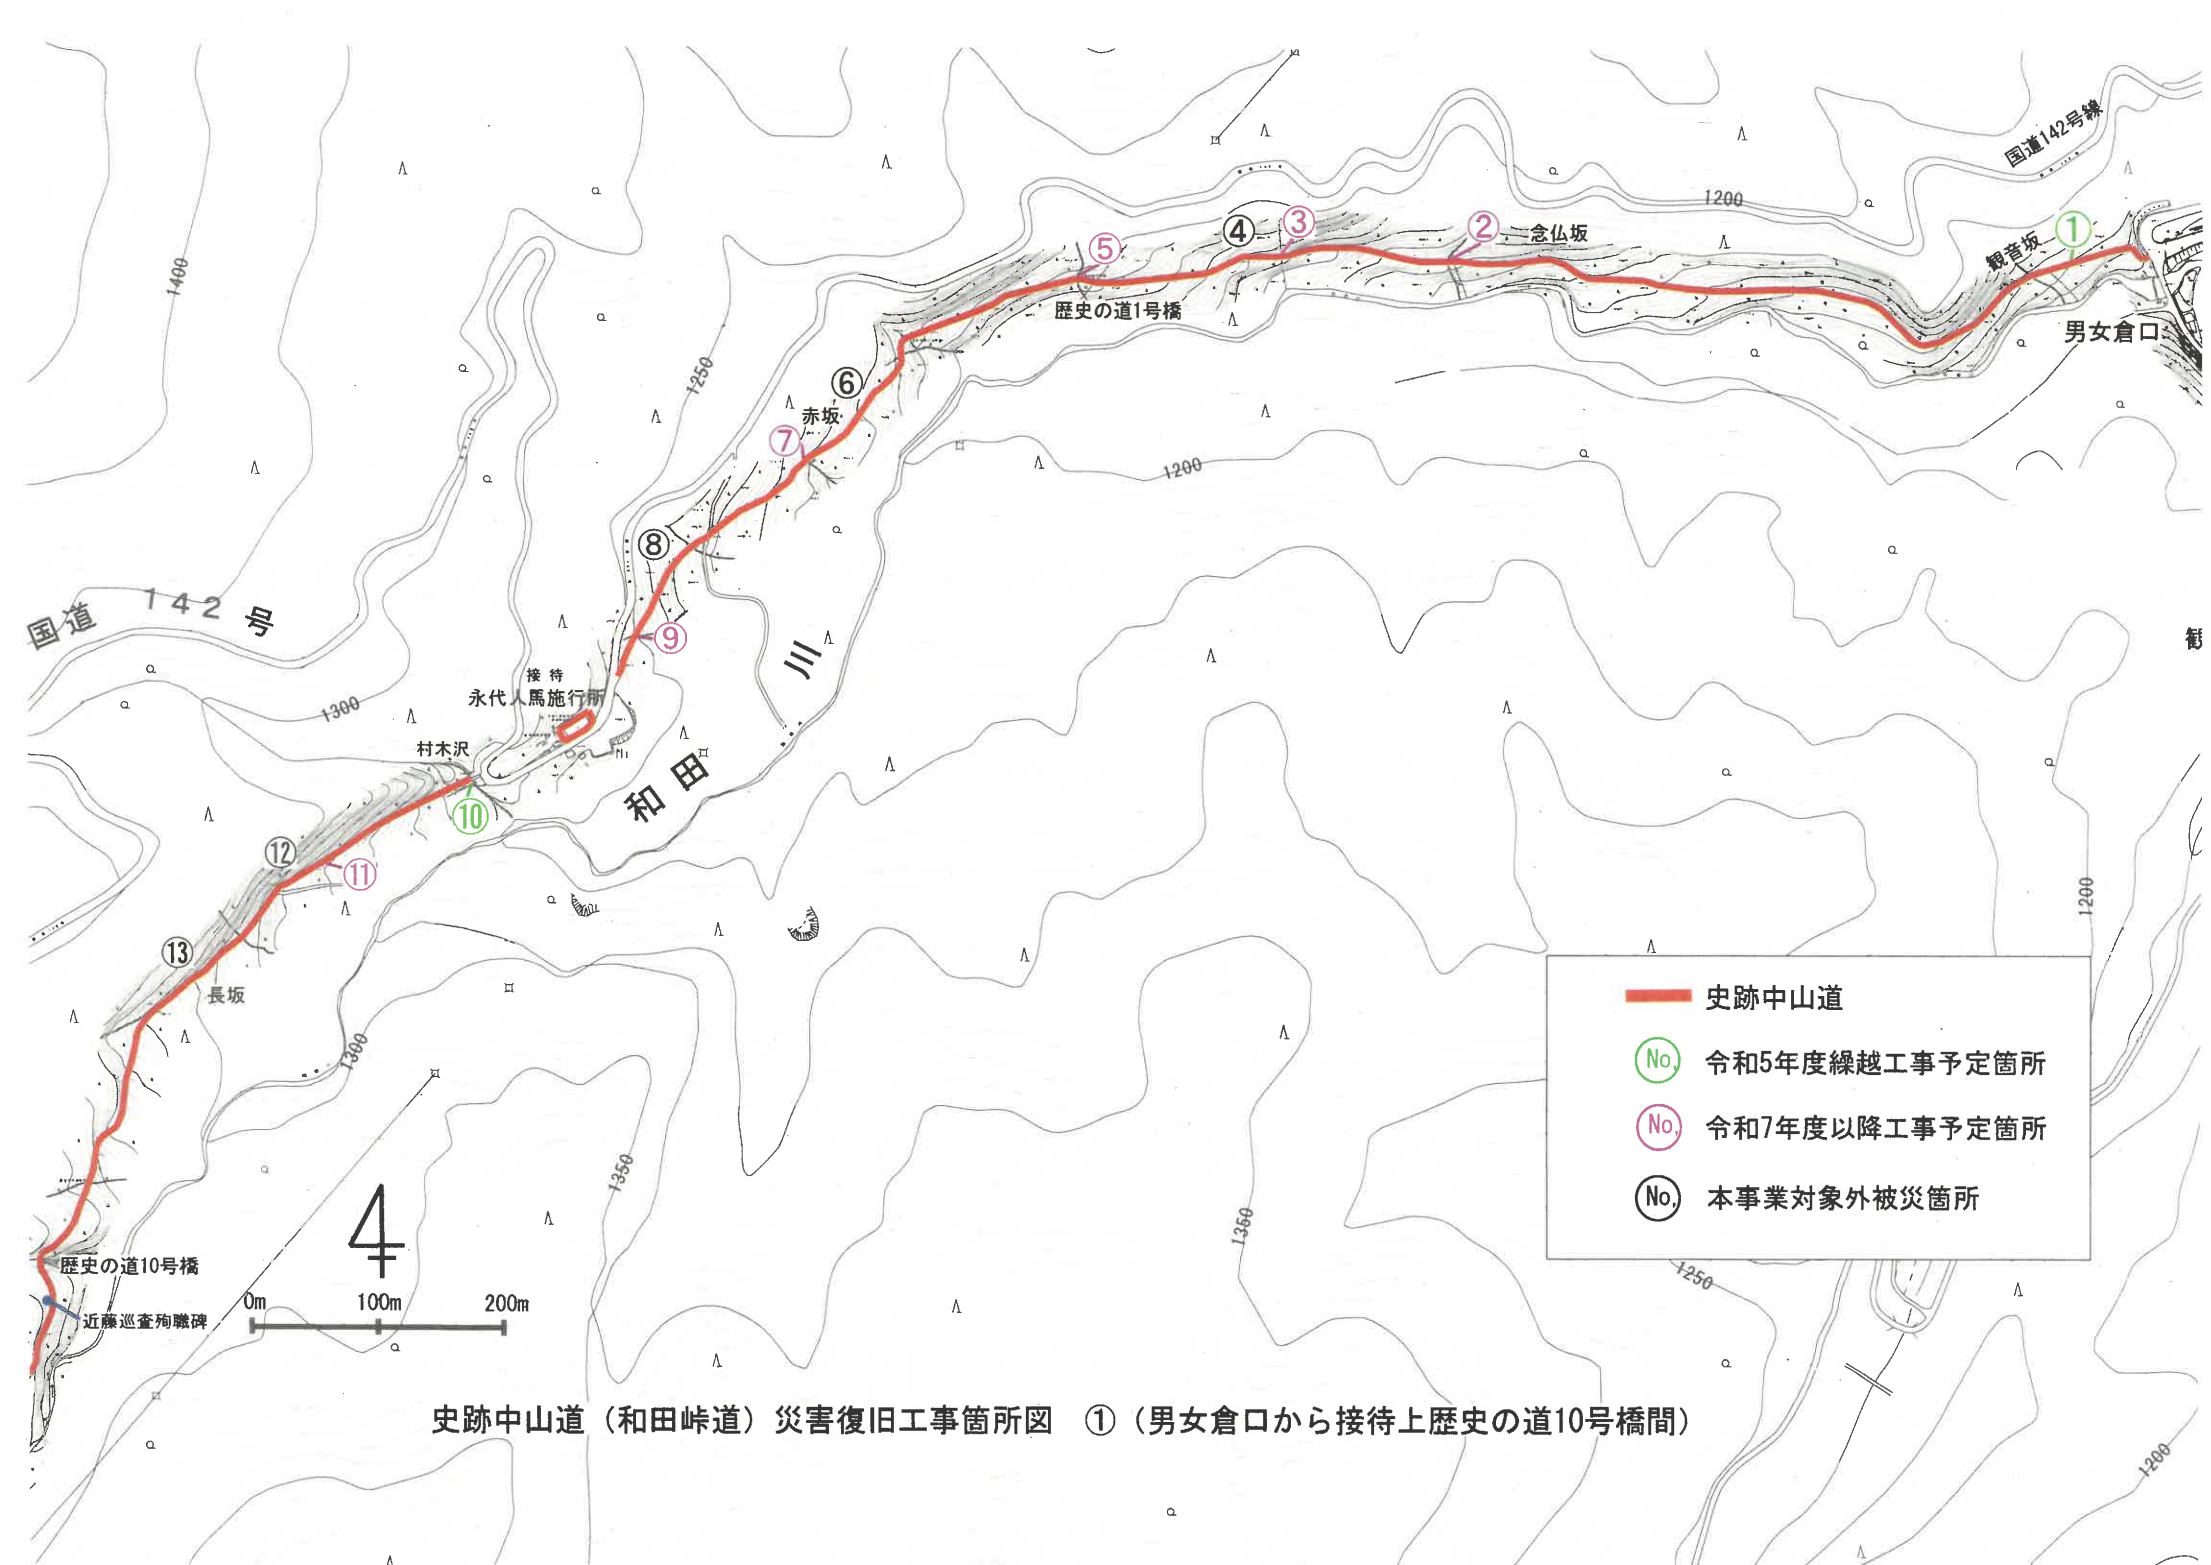 国道142号線
1200
1400
①
②
③
④
⑤
念仏坂
観音坂
歴史の道1号橋
男女倉口
1250
⑥
赤坂
⑦
1200
⑧
国道 142号
⑨
川
観
接待
永代人馬施行所
1300
村木沢
和田
⑩
⑫
⑪
1200
⑬
長坂
1300
史跡中山道
No. 令和5年度繰越工事予定箇所
No. 令和7年度以降工事予定箇所
No. 本事業対象外被災箇所
1350
1350
歴史の道10号橋
1250
近藤巡査殉職碑
0m 100m 200m
史跡中山道（和田峠道）災害復旧工事箇所図 ①（男女倉口から接待上歴史の道10号橋間）
1200